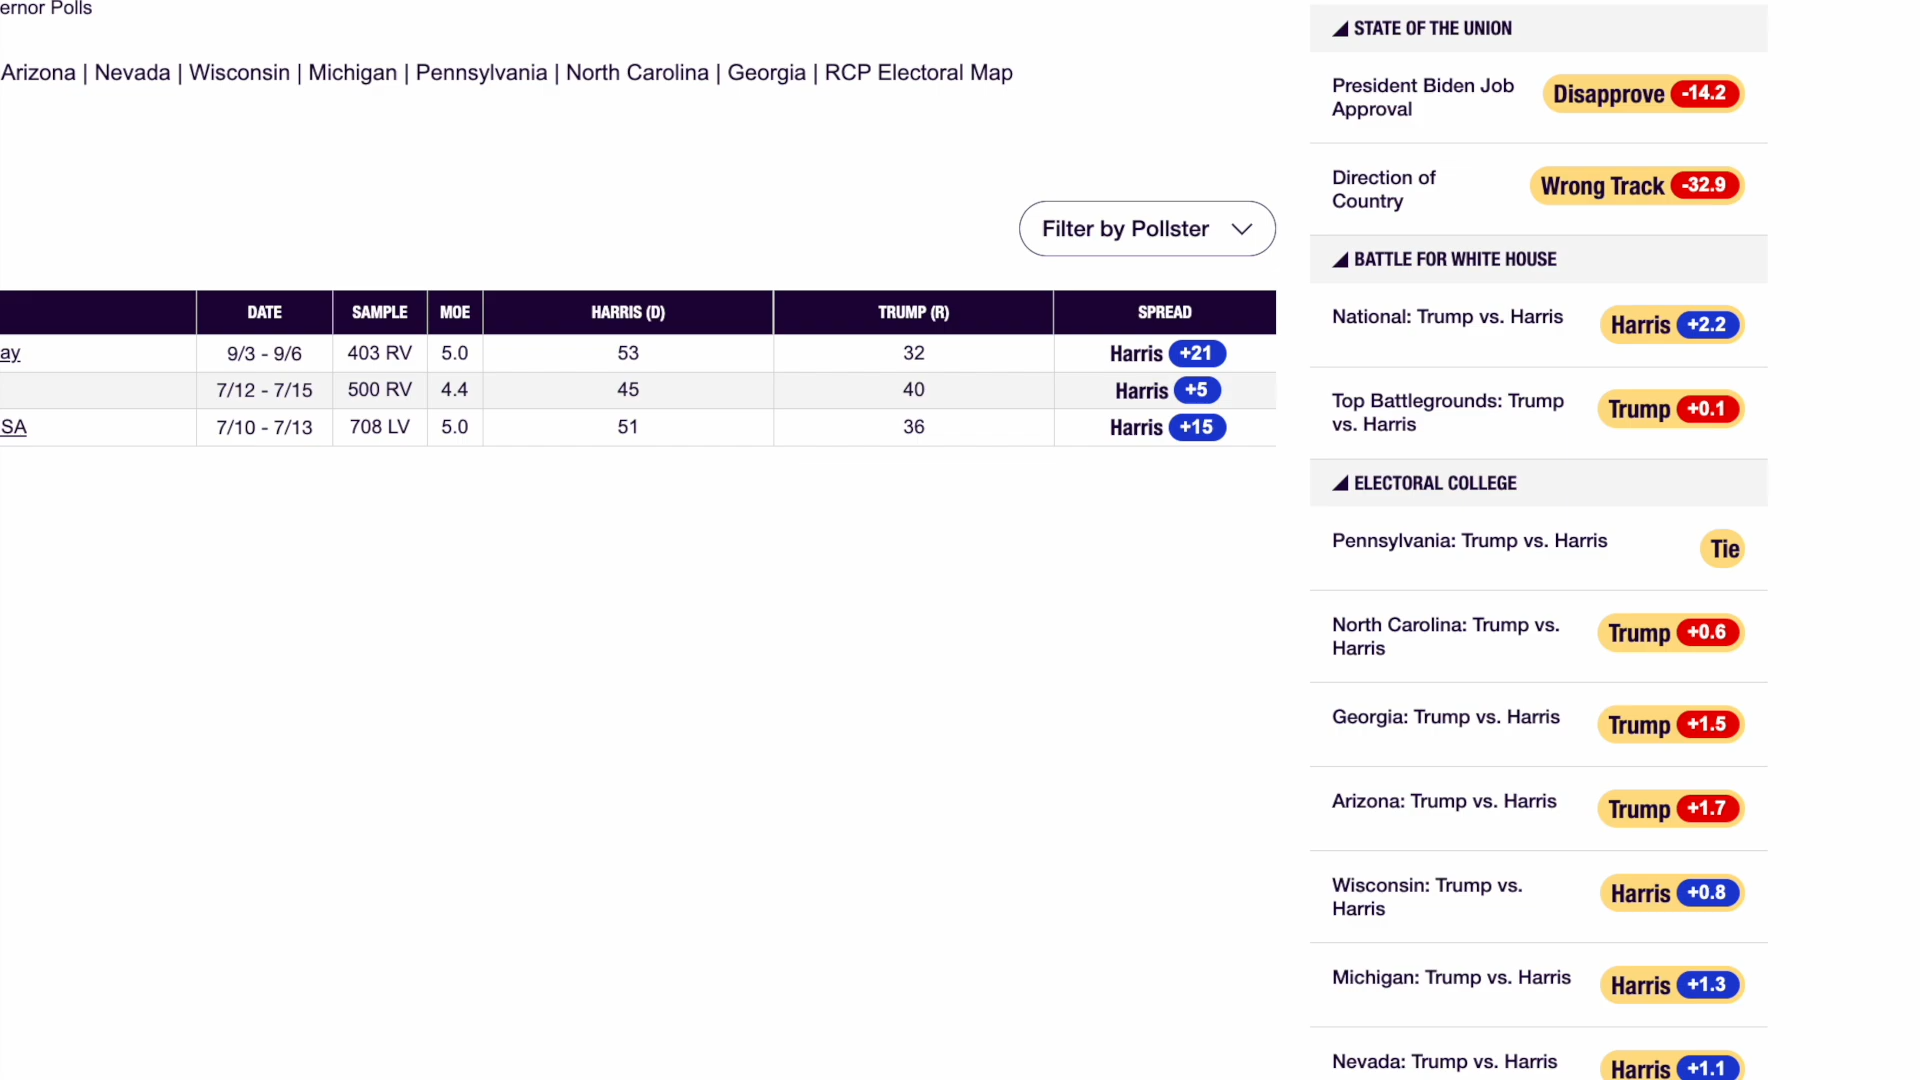 ernor Polls
Arizona | Nevada | Wisconsin | Michigan | Pennsylvania | North Carolina | Georgia | RCP Electoral Map
Filter by Pollster
DATE SAMPLE MOE HARRIS (D) TRUMP (R) SPREAD
ay 9/3 - 9/6 403 RV 5.0 53 32 Harris +21
7/12 - 7/15 500 RV 4.4 45 40 Harris +5
SA 7/10 - 7/13 708 LV 5.0 51 36 Harris +15
STATE OF THE UNION
President Biden Job
Approval
Disapprove -14.2
Direction of
Country
Wrong Track -32.9
BATTLE FOR WHITE HOUSE
National: Trump vs. Harris
Harris +2.2
Top Battlegrounds: Trump
vs. Harris
Trump +0.1
ELECTORAL COLLEGE
Pennsylvania: Trump vs. Harris
Tie
North Carolina: Trump vs.
Harris
Trump +0.6
Georgia: Trump vs. Harris
Trump +1.5
Arizona: Trump vs. Harris
Trump +1.7
Wisconsin: Trump vs.
Harris
Harris +0.8
Michigan: Trump vs. Harris
Harris +1.3
Nevada: Trump vs. Harris
Harris +1.1